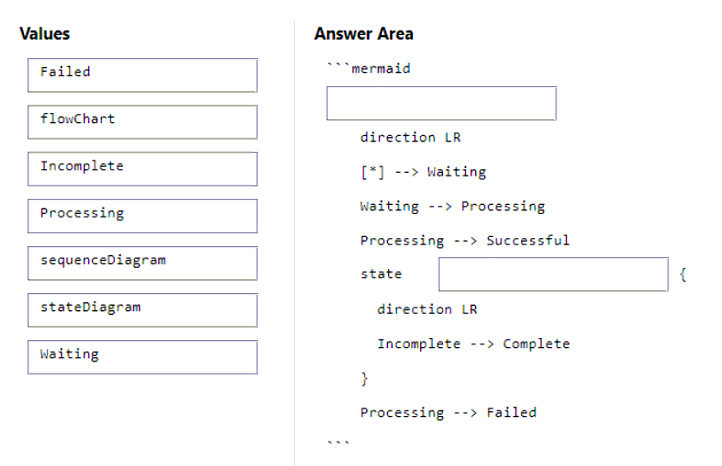 Values
Failed
flowChart
Incomplete
Processing
sequenceDiagram
stateDiagram
Waiting
Answer Area
```mermaid
direction LR
[*] --> Waiting
Waiting --> Processing
Processing --> Successful
state {
direction LR
Incomplete --> Complete
}
Processing --> Failed
```